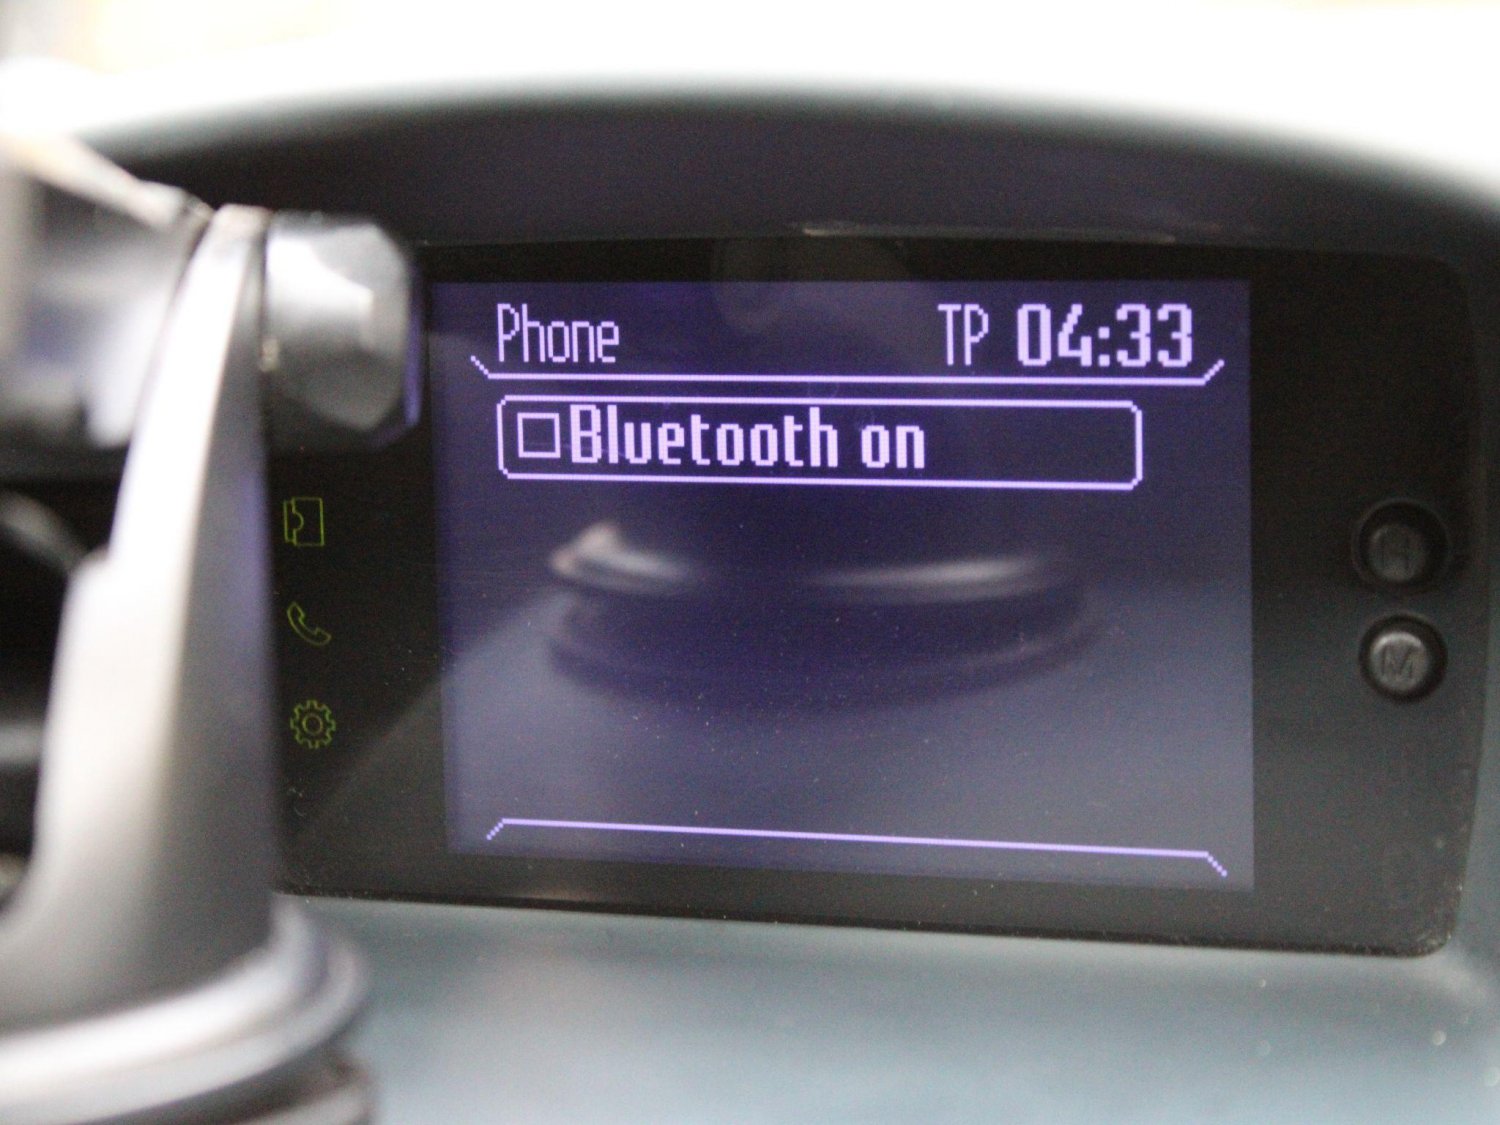 Phone TP 04:33
Bluetooth on
H
M